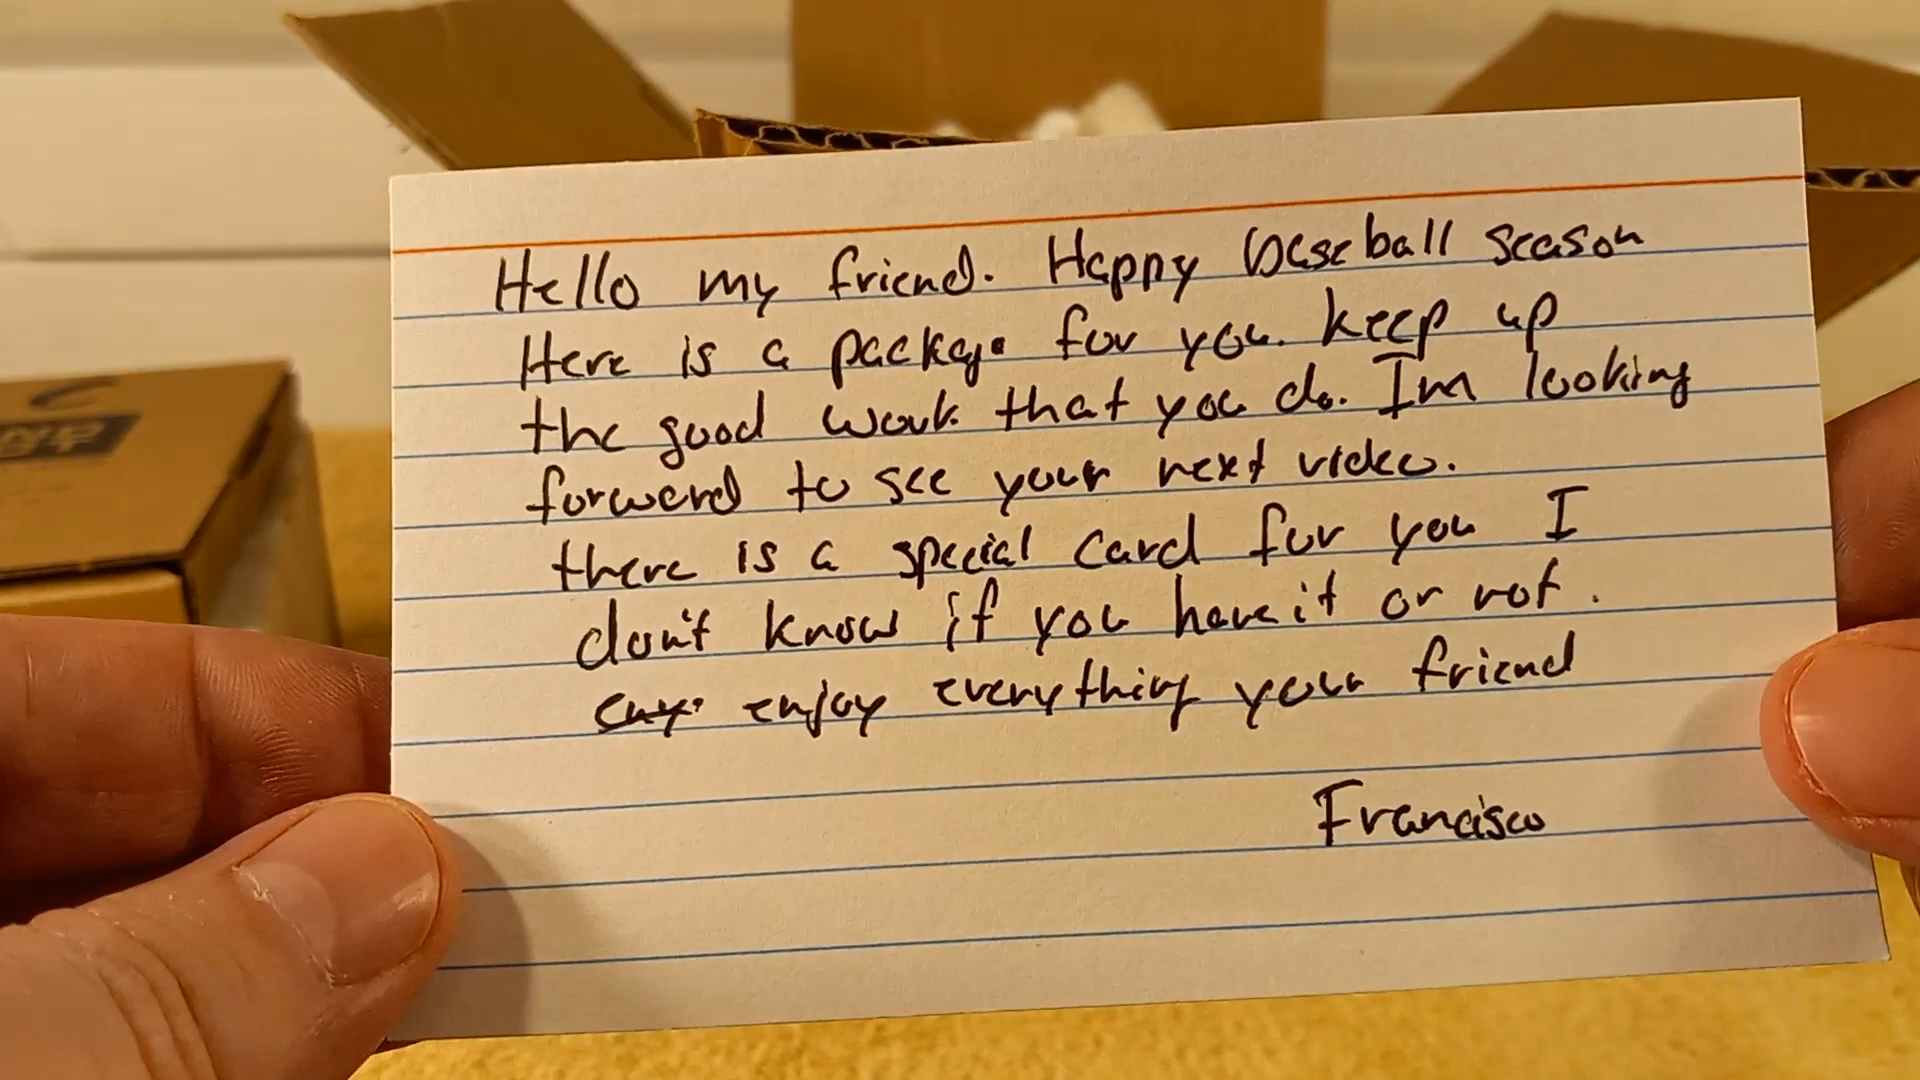 Hello my friend. Happy baseball season
Here is a package for you. keep up
the good work that you do. Im looking
forward to see your next video.
there is a special card for you I
don't know if you have it or not.
enjoy everything your friend
Francisco